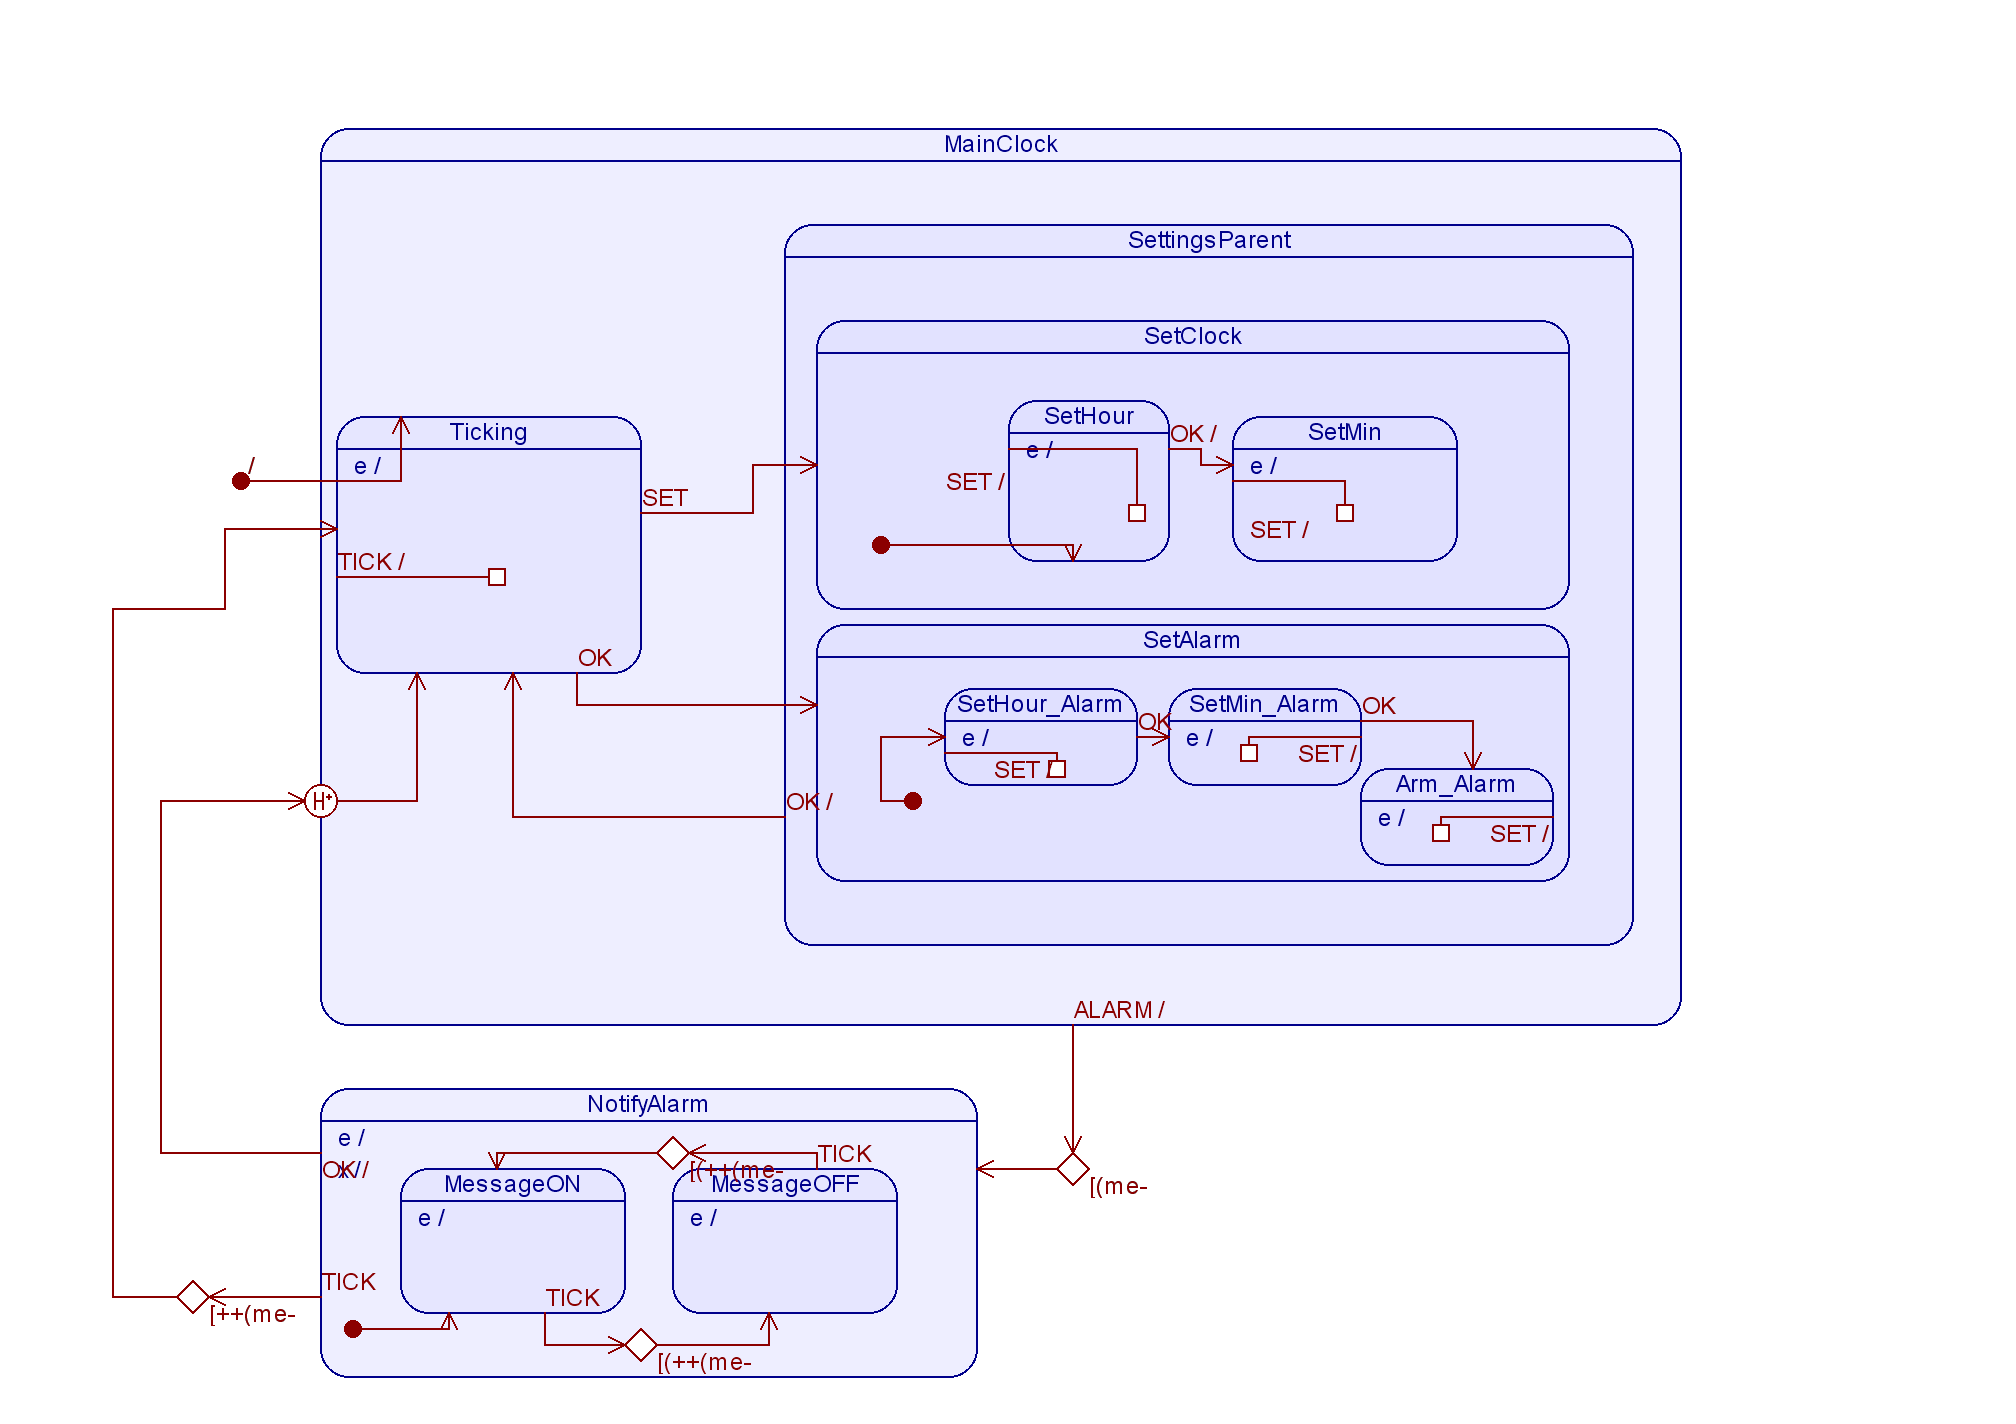 MainClock
SettingsParent
SetClock
SetHour
e /
SET /
OK /
SetMin
e /
SET /
/
Ticking
e /
SET
TICK /
OK
SetAlarm
SetHour_Alarm
e /
SET /
OK
SetMin_Alarm
e /
SET /
OK
Arm_Alarm
e /
SET /
OK /
H*
ALARM /
[(me-
NotifyAlarm
e /
OK /
TICK
[(++(me-
MessageON
e /
MessageOFF
e /
TICK
[++(me-
TICK
[(++(me-